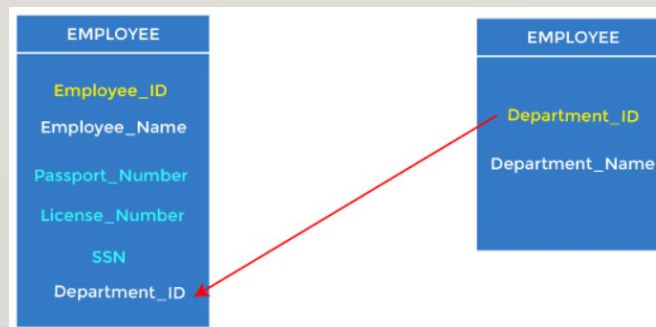 EMPLOYEE
Employee_ID
Employee_Name
Passport_Number
License_Number
SSN
Department_ID
EMPLOYEE
Department_ID
Department_Name